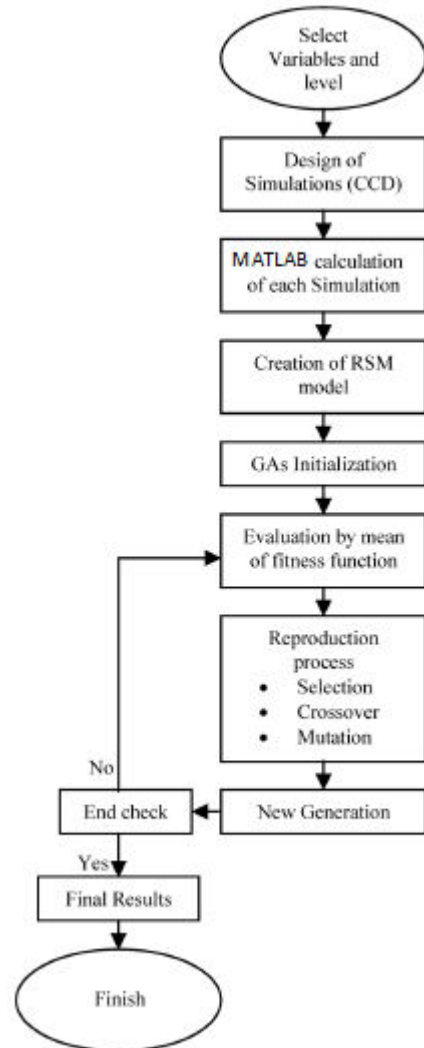 Select
Variables and
level
Design of
Simulations (CCD)
MATLAB calculation
of each Simulation
Creation of RSM
model
GAs Initialization
Evaluation by mean
of fitness function
Reproduction
process
• Selection
• Crossover
• Mutation
New Generation
End check
No
Yes
Final Results
Finish